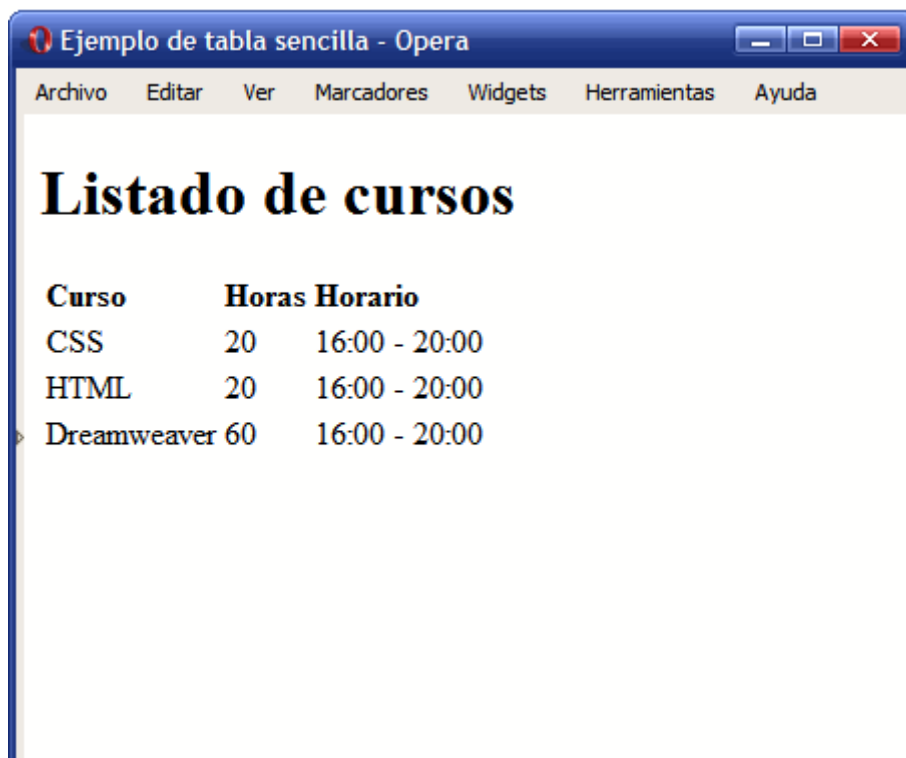 Ejemplo de tabla sencilla - Opera
Archivo Editar Ver Marcadores Widgets Herramientas Ayuda
Listado de cursos
Curso Horas Horario
CSS 20 16:00 - 20:00
HTML 20 16:00 - 20:00
Dreamweaver 60 16:00 - 20:00